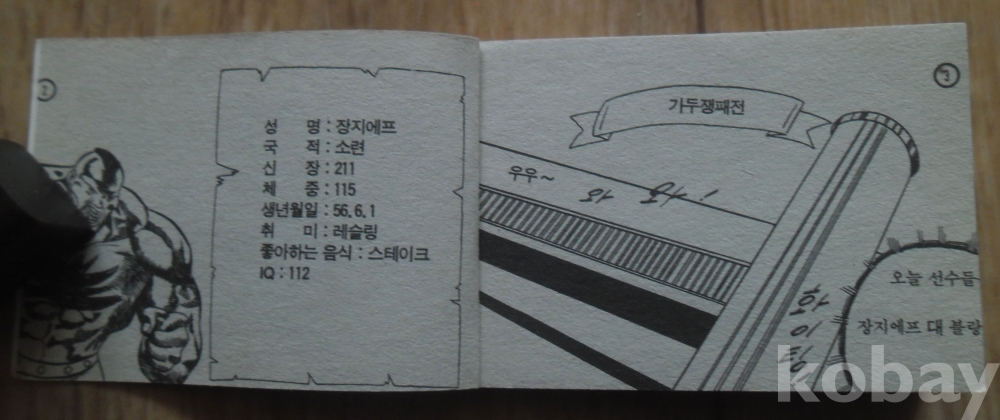 2
성 명 : 장지에프
국 적 : 소련
신 장 : 211
체 중 : 115
생년월일 : 56.6.1
취 미 : 레슬링
좋아하는 음식 : 스테이크
IQ : 112
3
가두쟁패전
우우~
와 와!
화이팅
오늘 선수들
장지에프 대 블랑
kobay